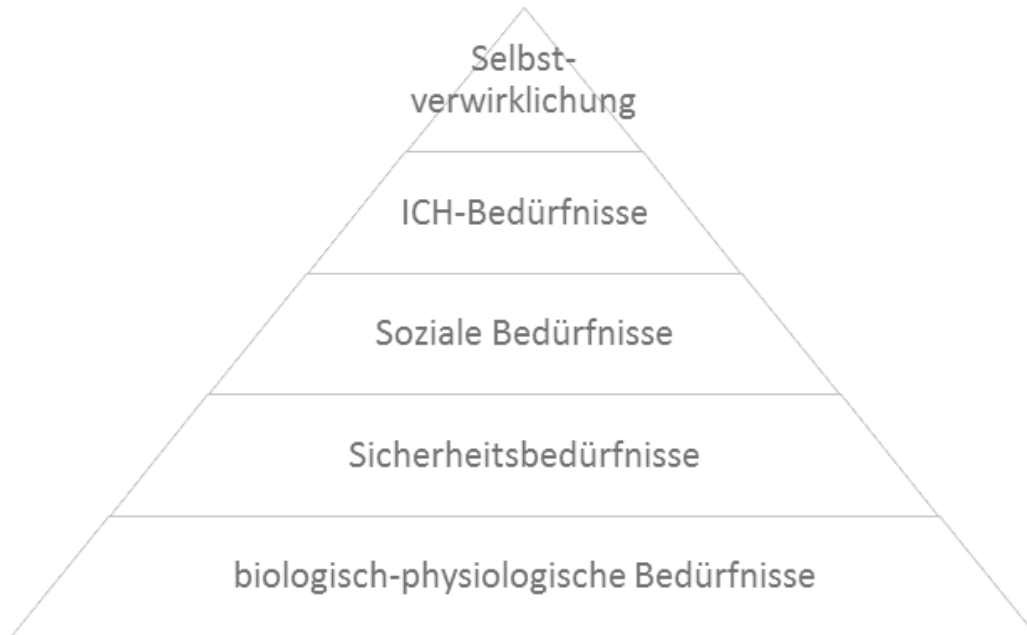 Selbst-
verwirklichung
ICH-Bedürfnisse
Soziale Bedürfnisse
Sicherheitsbedürfnisse
biologisch-physiologische Bedürfnisse